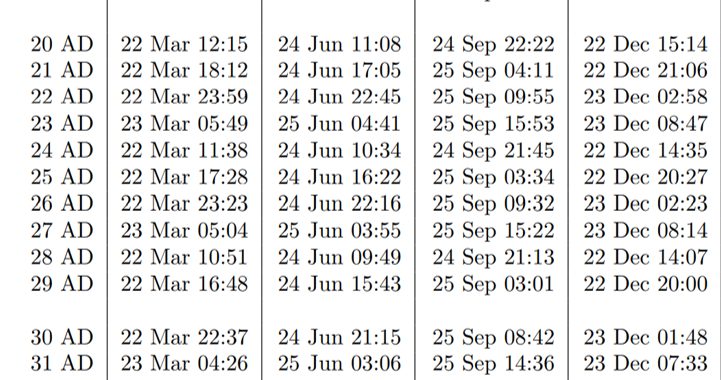 20 AD 22 Mar 12:15 24 Jun 11:08 24 Sep 22:22 22 Dec 15:14
21 AD 22 Mar 18:12 24 Jun 17:05 25 Sep 04:11 22 Dec 21:06
22 AD 22 Mar 23:59 24 Jun 22:45 25 Sep 09:55 23 Dec 02:58
23 AD 23 Mar 05:49 25 Jun 04:41 25 Sep 15:53 23 Dec 08:47
24 AD 22 Mar 11:38 24 Jun 10:34 24 Sep 21:45 22 Dec 14:35
25 AD 22 Mar 17:28 24 Jun 16:22 25 Sep 03:34 22 Dec 20:27
26 AD 22 Mar 23:23 24 Jun 22:16 25 Sep 09:32 23 Dec 02:23
27 AD 23 Mar 05:04 25 Jun 03:55 25 Sep 15:22 23 Dec 08:14
28 AD 22 Mar 10:51 24 Jun 09:49 24 Sep 21:13 22 Dec 14:07
29 AD 22 Mar 16:48 24 Jun 15:43 25 Sep 03:01 22 Dec 20:00
30 AD 22 Mar 22:37 24 Jun 21:15 25 Sep 08:42 23 Dec 01:48
31 AD 23 Mar 04:26 25 Jun 03:06 25 Sep 14:36 23 Dec 07:33